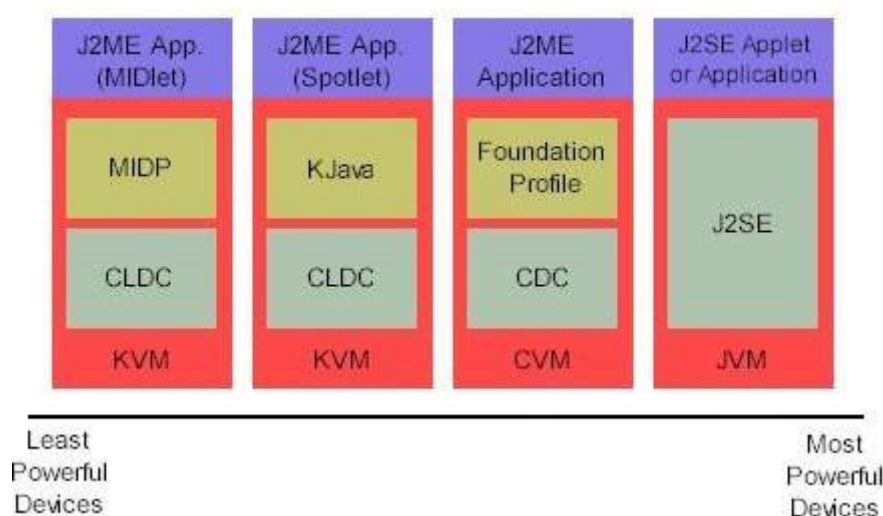 J2ME App.
(MIDlet)
MIDP
CLDC
KVM
J2ME App.
(Spotlet)
KJava
CLDC
KVM
J2ME
Application
Foundation
Profile
CDC
CVM
J2SE Applet
or Application
J2SE
JVM
Least
Powerful
Devices
Most
Powerful
Devices